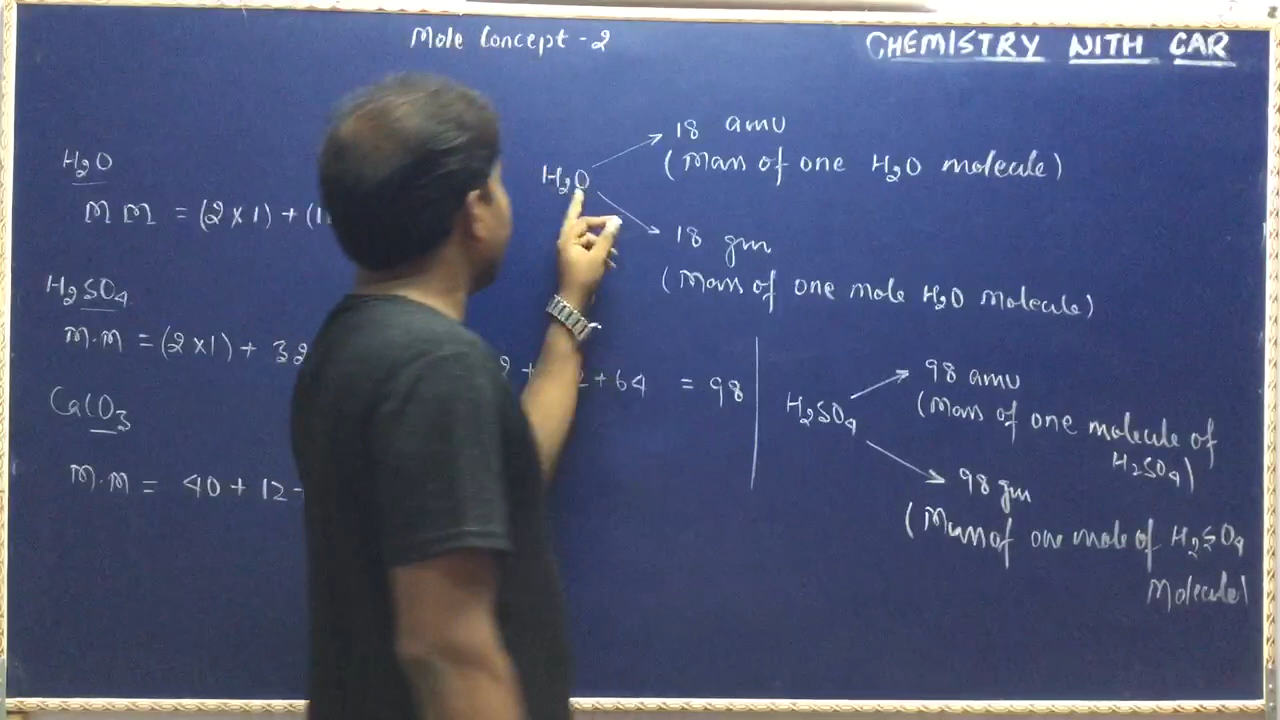 Mole Concept - 2
CHEMISTRY WITH CAR
H₂O
M M = (2 x 1) + (1
H₂SO₄
M.M = (2 x 1) + 32
+ 64 = 98
CaCO₃
M.M = 40 + 12
H₂O
18 amu
(Mass of one H₂O molecule)
18 gm
(Mass of one mole H₂O molecule)
H₂SO₄
98 amu
(Mass of one molecule of
H₂SO₄)
98 gm
(Mass of one mole of H₂SO₄
Molecule)